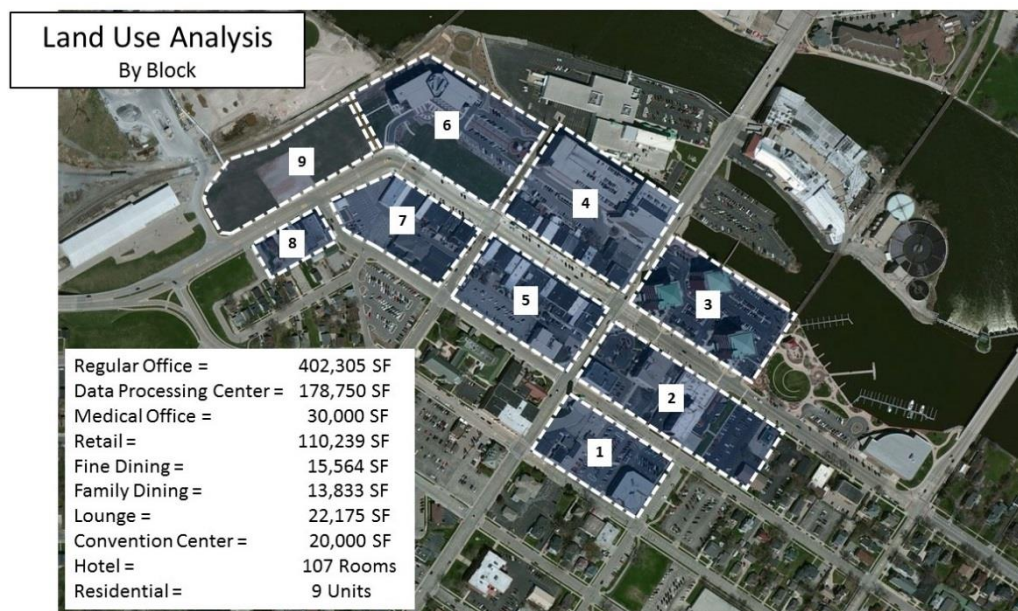 Land Use Analysis
By Block
6
9
4
7
8
5
3
2
1
Regular Office = 402,305 SF
Data Processing Center = 178,750 SF
Medical Office = 30,000 SF
Retail = 110,239 SF
Fine Dining = 15,564 SF
Family Dining = 13,833 SF
Lounge = 22,175 SF
Convention Center = 20,000 SF
Hotel = 107 Rooms
Residential = 9 Units